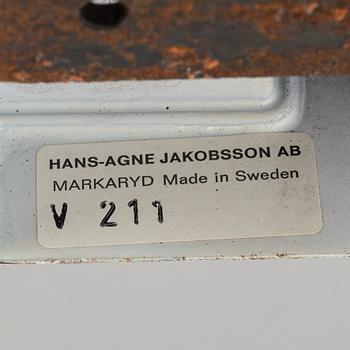 HANS-AGNE JAKOBSSON AB
MARKARYD Made in Sweden
V 211